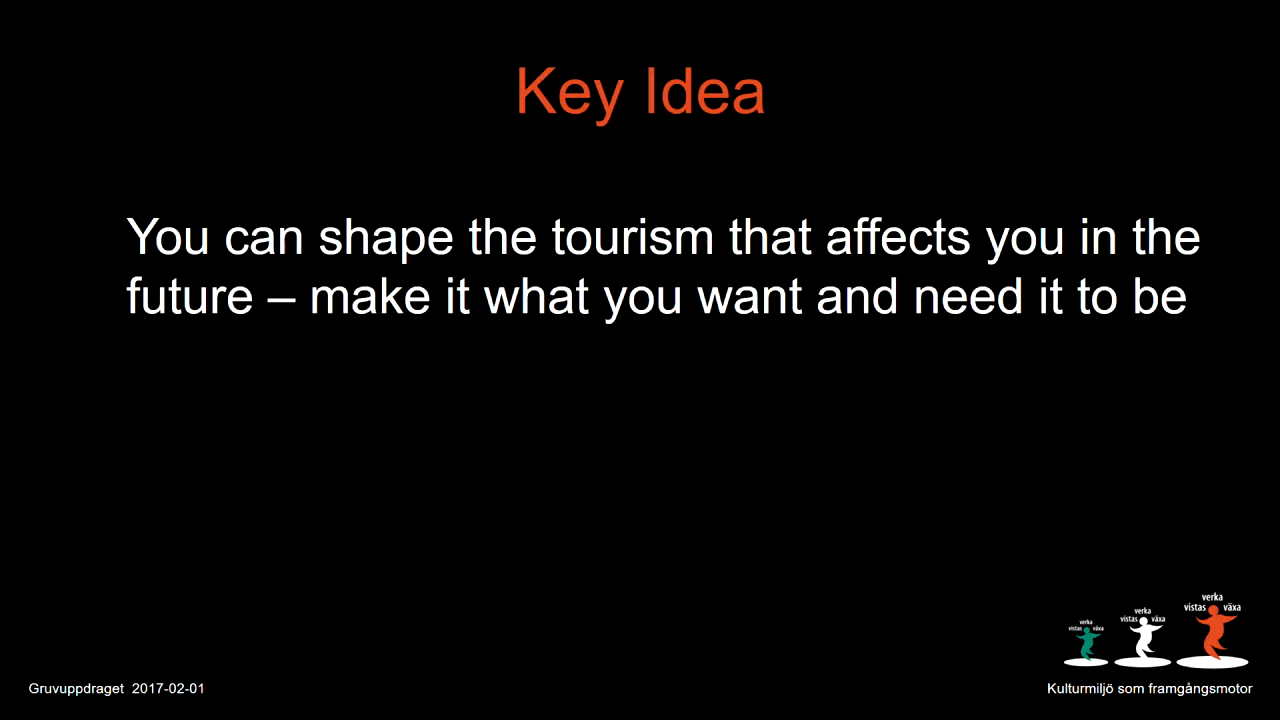 Key Idea
You can shape the tourism that affects you in the
future – make it what you want and need it to be
verka
vistas växa
verka
vistas växa
verka
vistas växa
Gruvuppdraget 2017-02-01
Kulturmiljö som framgångsmotor